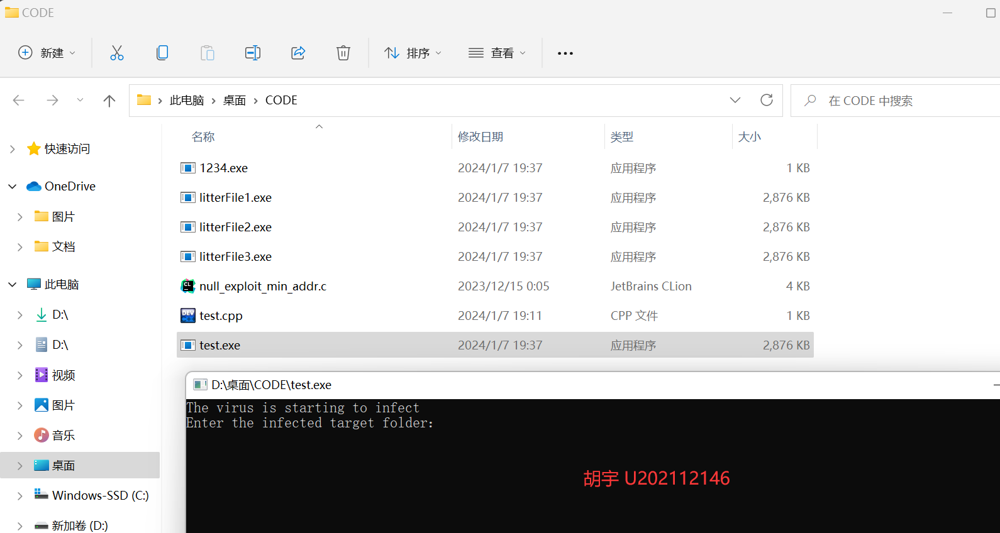 CODE
新建
排序
查看
此电脑 › 桌面 › CODE
在 CODE 中搜索
名称 修改日期 类型 大小
1234.exe 2024/1/7 19:37 应用程序 1 KB
litterFile1.exe 2024/1/7 19:37 应用程序 2,876 KB
litterFile2.exe 2024/1/7 19:37 应用程序 2,876 KB
litterFile3.exe 2024/1/7 19:37 应用程序 2,876 KB
null_exploit_min_addr.c 2023/12/15 0:05 JetBrains CLion 4 KB
test.cpp 2024/1/7 19:11 CPP 文件 1 KB
test.exe 2024/1/7 19:37 应用程序 2,876 KB
快速访问
OneDrive
图片
文档
此电脑
D:\
D:\
视频
图片
音乐
桌面
Windows-SSD (C:)
新加卷 (D:)
D:\桌面\CODE\test.exe
The virus is starting to infect
Enter the infected target folder:
胡宇 U202112146